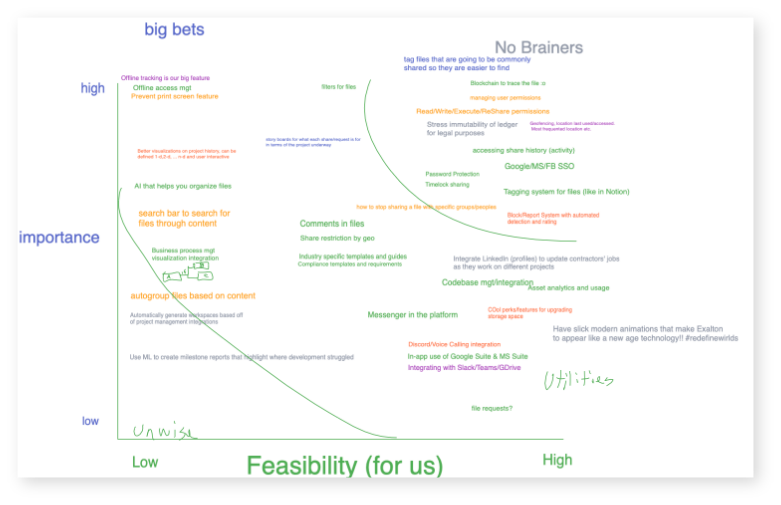 big bets
No Brainers
tag files that are going to be commonly
shared so they are easier to find
high
Offline tracking is our big feature
Offline access mgt
Prevent print screen feature
filters for files
Blockchain to trace the file
managing user permissions
Read/Write/Execute/ReShare permissions
Stress immutability of ledger
for legal purposes
Geofencing, location last used/accessed.
Most frequented location etc.
story boards for what each share/request is for
in terms of the project underway
Better visualizations on project history, can be
defined 1-d,2-d, ...n-d and user interactive
accessing share history (activity)
Google/MS/FB SSO
Password Protection
Timelock sharing
AI that helps you organize files
Tagging system for files (like in Notion)
how to stop sharing a file with specific groups/peoples
search bar to search for
files through content
Block/Report System with automated
detection and rating
Comments in files
importance
Share restriction by geo
Business process mgt
visualization integration
Industry specific templates and guides
Compliance templates and requirements
Integrate LinkedIn (profiles) to update contractors' jobs
as they work on different projects
Codebase mgt/integration
Asset analytics and usage
autogroup files based on content
Automatically generate workspaces based off
of project management integrations
Messenger in the platform
COol perks/features for upgrading
storage space
Have slick modern animations that make Exalton
to appear like a new age technology!! #redefinewirlds
Discord/Voice Calling integration
Use ML to create milestone reports that highlight where development struggled
In-app use of Google Suite & MS Suite
Integrating with Slack/Teams/GDrive
Utilities
file requests?
low
Unwise
Low
Feasibility (for us)
High